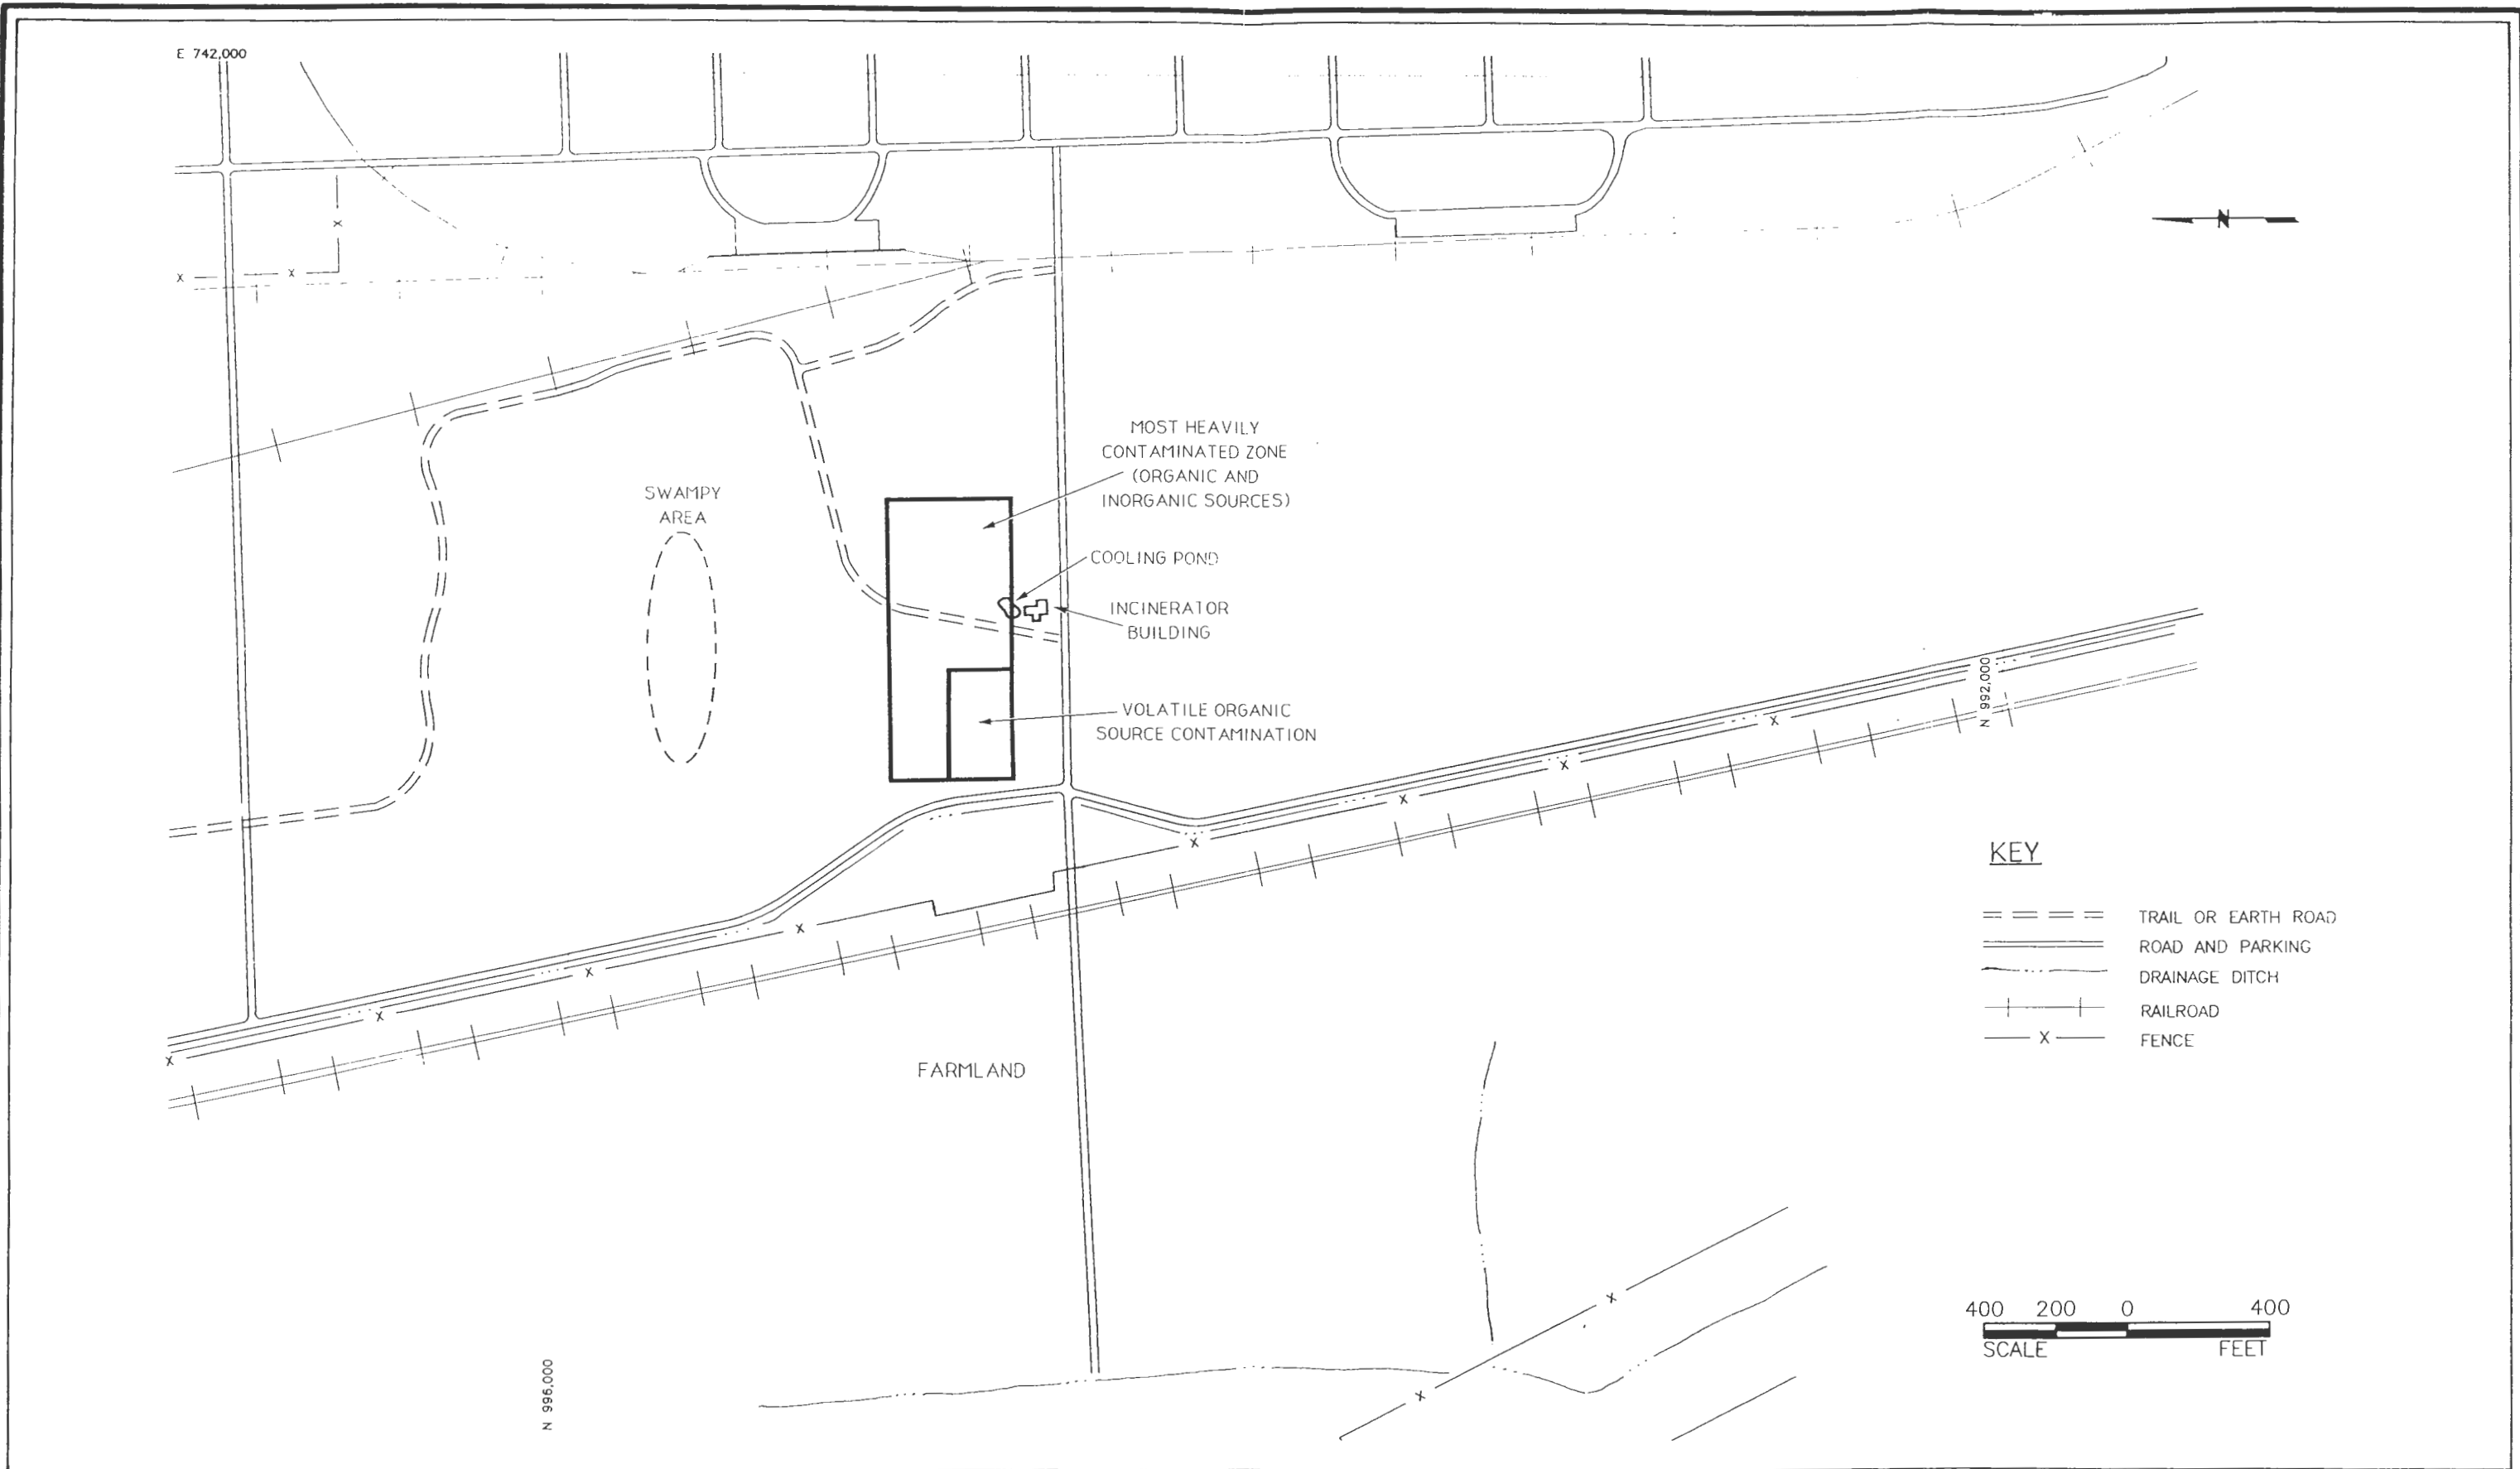 E 742,000
N
MOST HEAVILY
CONTAMINATED ZONE
(ORGANIC AND
INORGANIC SOURCES)
SWAMPY
AREA
COOLING POND
INCINERATOR
BUILDING
N 992,000
VOLATILE ORGANIC
SOURCE CONTAMINATION
KEY
TRAIL OR EARTH ROAD
ROAD AND PARKING
DRAINAGE DITCH
RAILROAD
X FENCE
FARMLAND
400 200 0 400
SCALE FEET
N 996,000